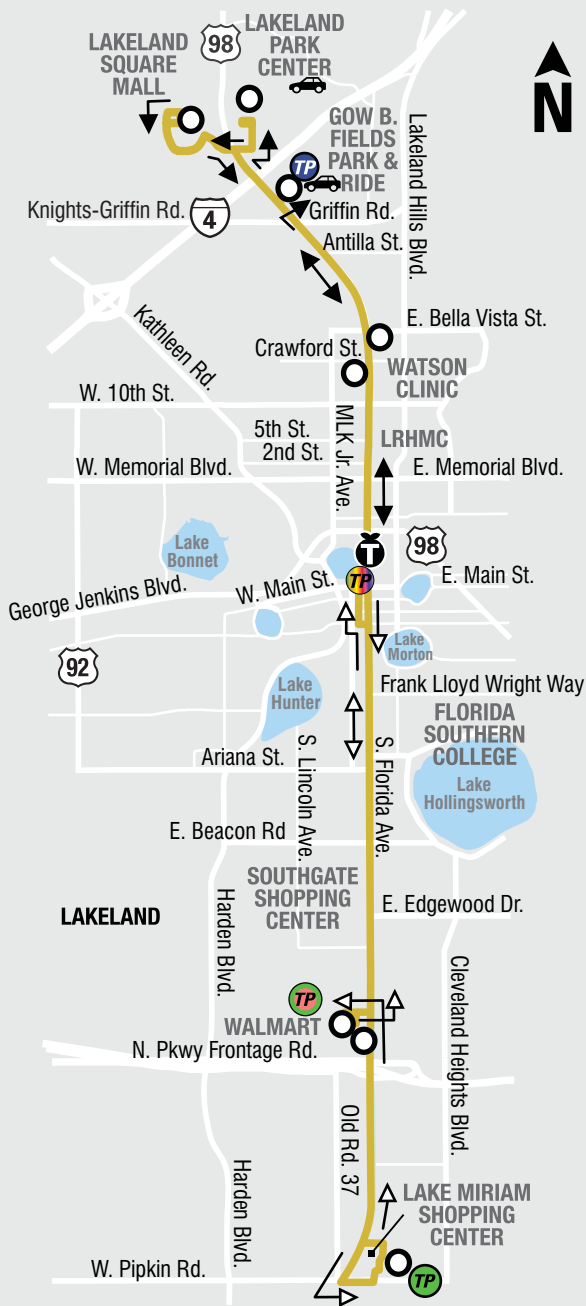 98
LAKELAND
SQUARE
MALL
LAKELAND
PARK
CENTER
N
GOW B.
FIELDS
PARK &
RIDE
TP
Lakeland Hills Blvd.
Knights-Griffin Rd.
4
Griffin Rd.
Antilla St.
Kathleen Rd.
E. Bella Vista St.
Crawford St.
WATSON
CLINIC
W. 10th St.
MLK Jr. Ave.
5th St.
2nd St.
LRHMC
W. Memorial Blvd.
E. Memorial Blvd.
Lake
Bonnet
T
98
TP
W. Main St.
E. Main St.
George Jenkins Blvd.
Lake
Morton
92
Lake
Hunter
Frank Lloyd Wright Way
FLORIDA
SOUTHERN
COLLEGE
Ariana St.
S. Lincoln Ave.
S. Florida Ave.
Lake
Hollingsworth
E. Beacon Rd
SOUTHGATE
SHOPPING
CENTER
Harden Blvd.
LAKELAND
E. Edgewood Dr.
TP
WALMART
N. Pkwy Frontage Rd.
Cleveland Heights Blvd.
Old Rd. 37
Harden Blvd.
LAKE MIRIAM
SHOPPING
CENTER
W. Pipkin Rd.
TP